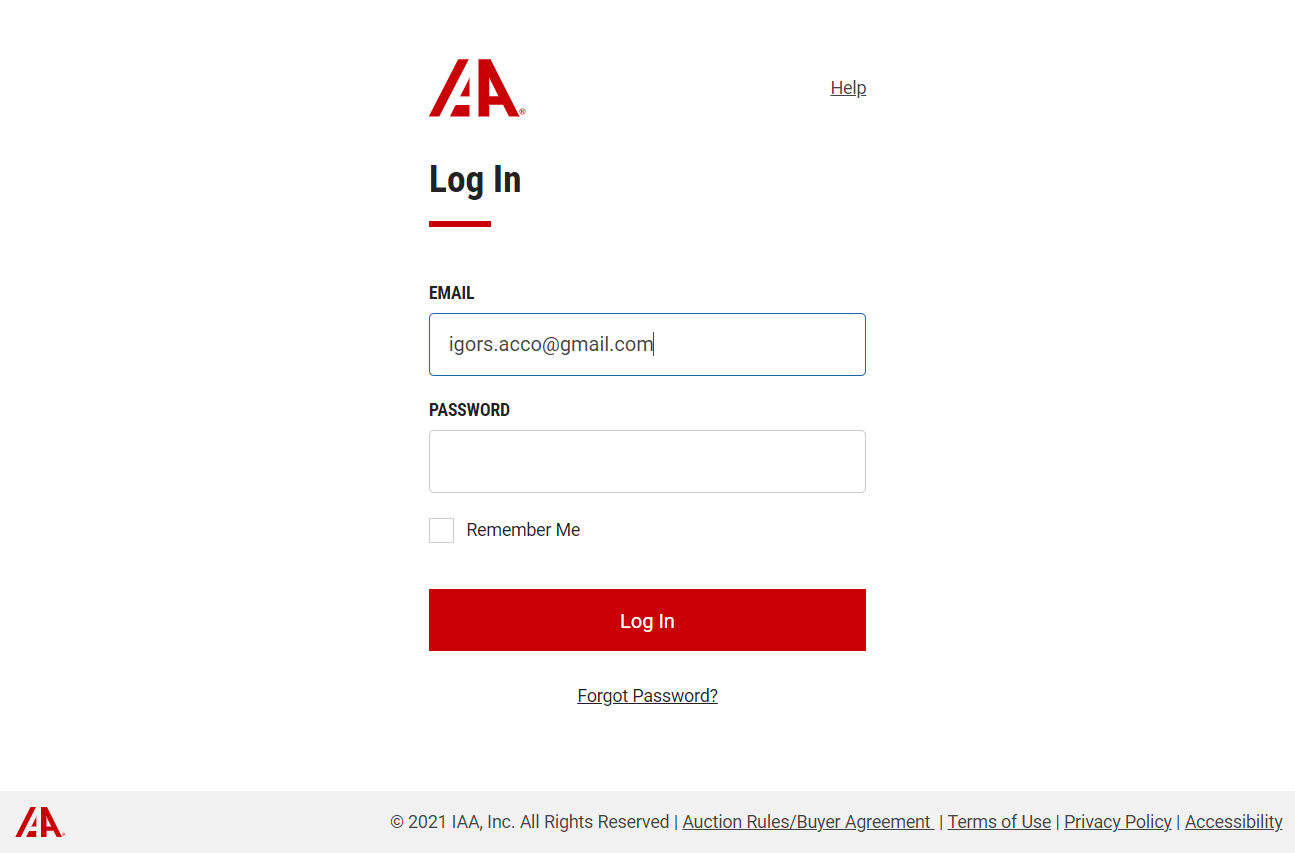 IAA®
Help
Log In
EMAIL
igors.acco@gmail.com
PASSWORD
Remember Me
Log In
Forgot Password?
IAA® © 2021 IAA, Inc. All Rights Reserved | Auction Rules/Buyer Agreement | Terms of Use | Privacy Policy | Accessibility